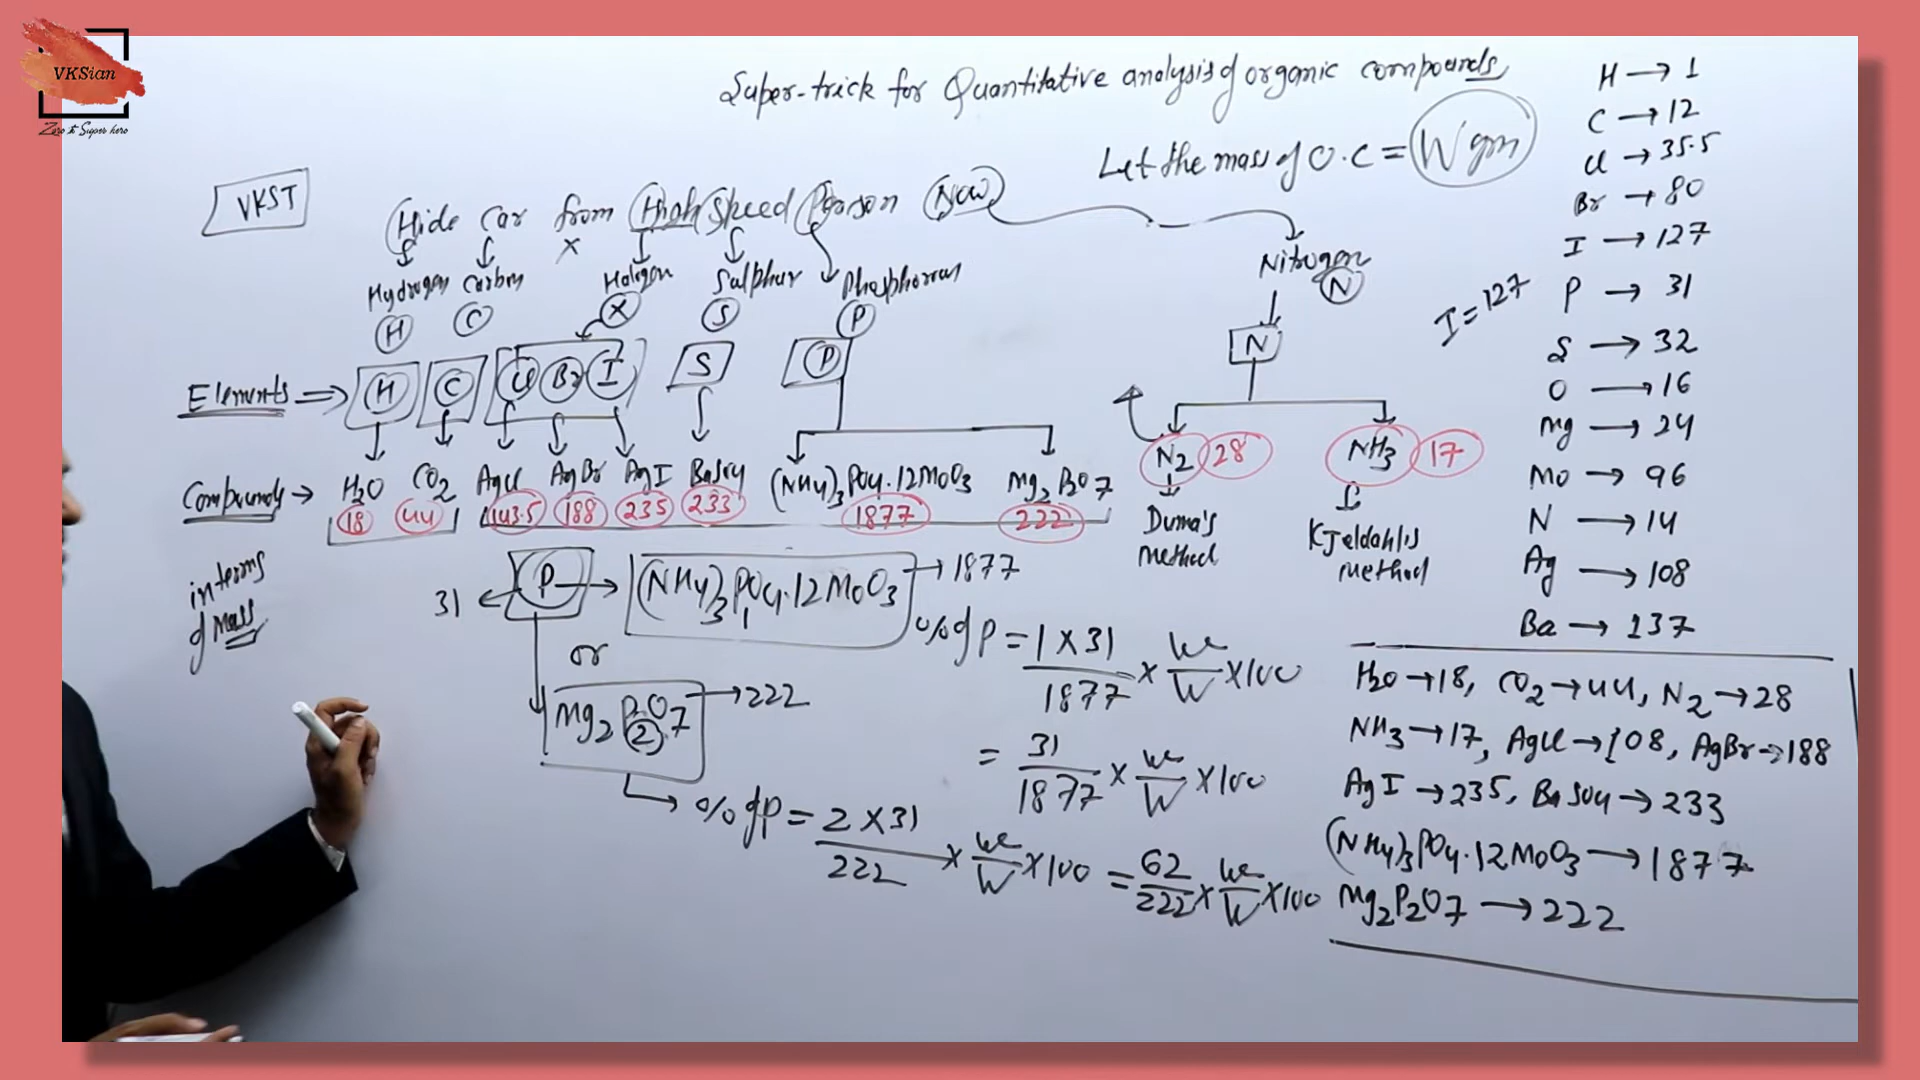 VKSian
Zero to Super hero
Super-trick for Quantitative analysis of organic compounds
Let the mass of O.C = W gm
VKST
Hide Car from High Speed Person Now
x
Hydrogen Carbon Halogen Sulphur Phosphorous Nitrogen
H C X S P N
Elements ⇒ H C Cl Br I S P N
Compounds → H2O CO2 AgCl AgBr AgI BaSO4 (NH4)3PO4.12MoO3 Mg2P2O7 N2 28 NH3 17
18 44 143.5 188 235 233 1877 222
Duma's method
Kjeldahl's method
in terms of Mass
31 ← P → (NH4)3PO4.12MoO3 → 1877
1
or
Mg2P2O7 → 222
% of P = 1 X 31 / 1877 x We/W x 100
= 31 / 1877 x We/W x 100
% of P = 2 X 31 / 222 x We/W x 100 = 62 / 222 x We/W x 100
I = 127
H → 1
C → 12
Cl → 35.5
Br → 80
I → 127
P → 31
S → 32
O → 16
Mg → 24
Mo → 96
N → 14
Ag → 108
Ba → 137
H2O → 18, CO2 → 44, N2 → 28
NH3 → 17, AgCl → 108, AgBr → 188
AgI → 235, BaSO4 → 233
(NH4)3PO4.12MoO3 → 1877
Mg2P2O7 → 222